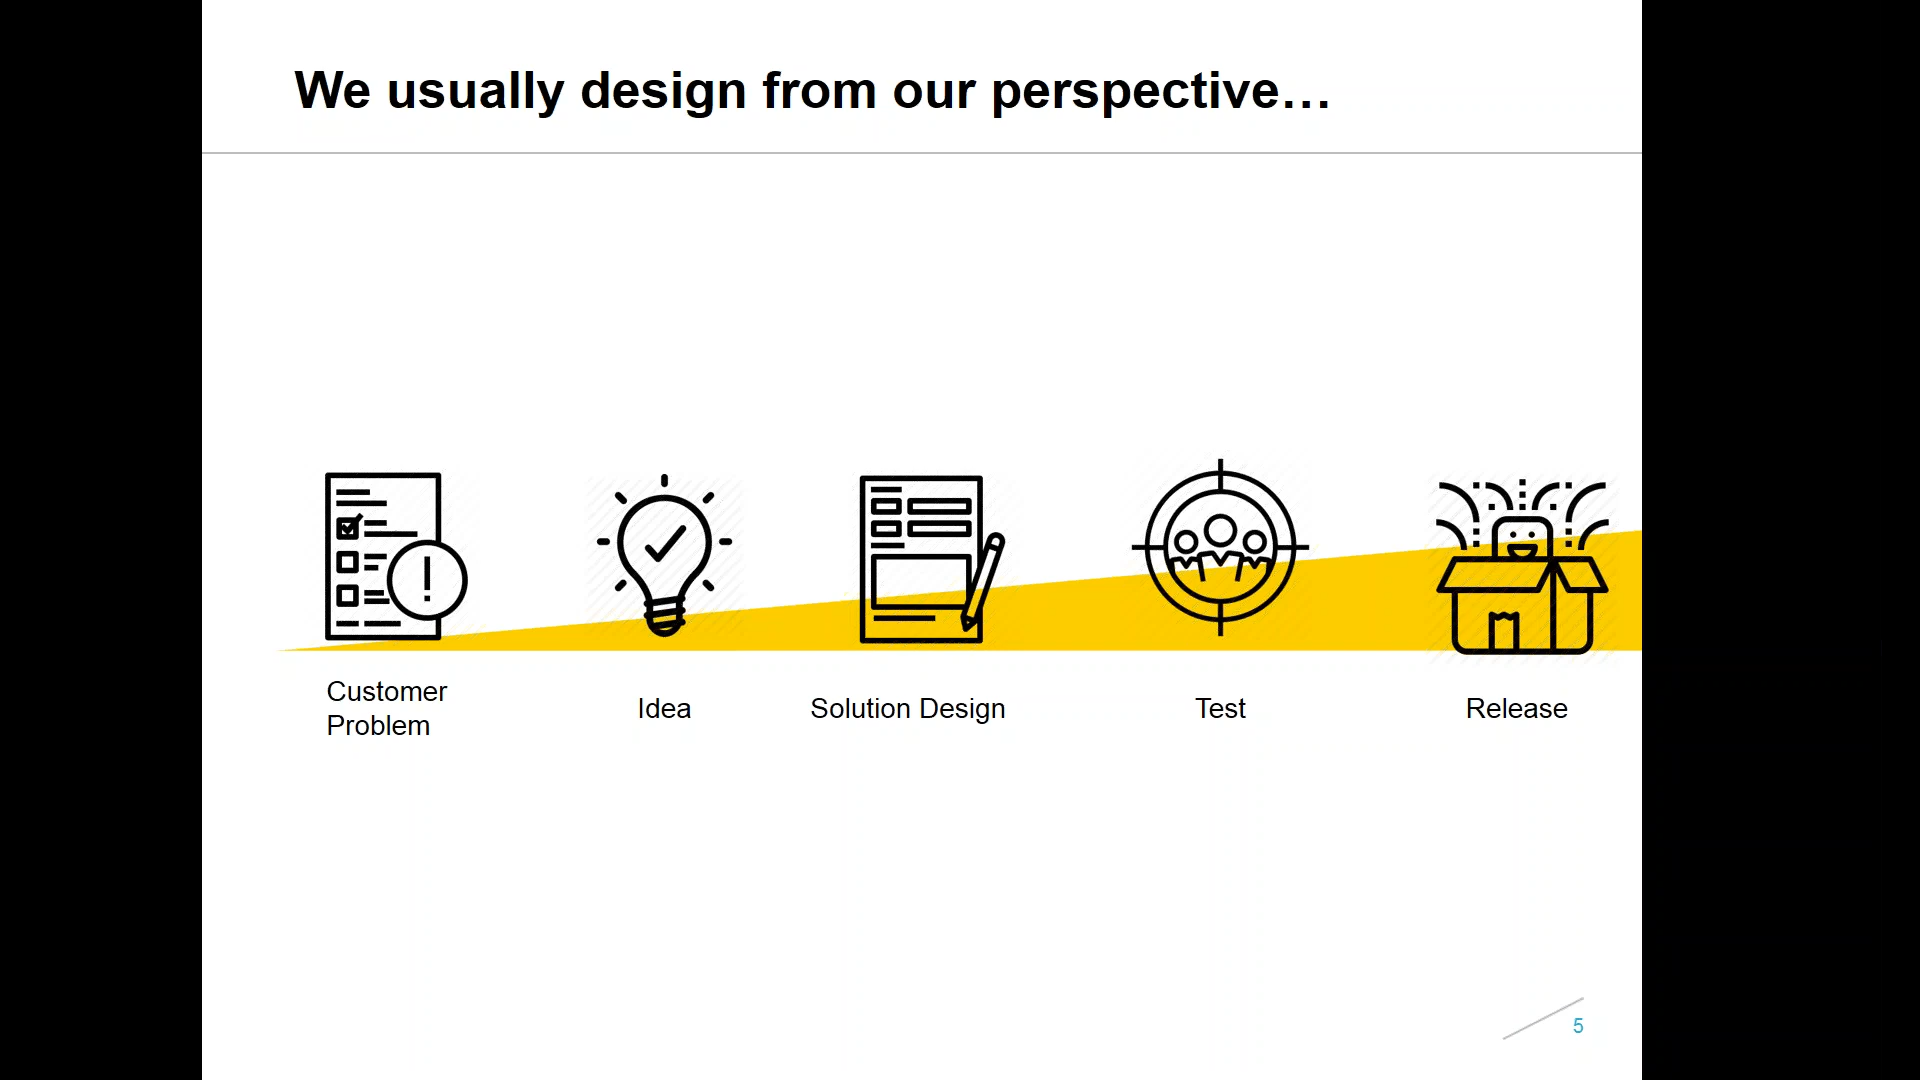 We usually design from our perspective…
Customer
Problem
Idea
Solution Design
Test
Release
5